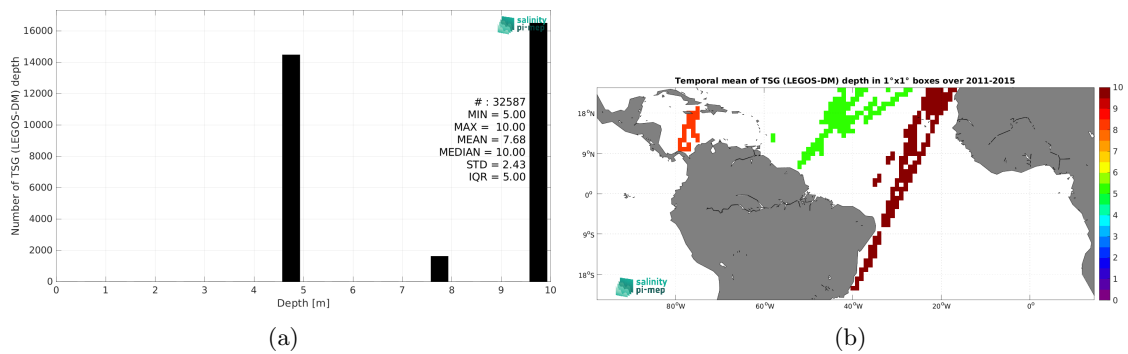 Number of TSG (LEGOS-DM) depth
16000
14000
12000
10000
8000
6000
4000
2000
0
0 1 2 3 4 5 6 7 8 9 10
Depth [m]
salinity
pi-mep
# : 32587
MIN = 5.00
MAX = 10.00
MEAN = 7.68
MEDIAN = 10.00
STD = 2.43
IQR = 5.00
(a)
Temporal mean of TSG (LEGOS-DM) depth in 1°x1° boxes over 2011-2015
18°N
9°N
0°
9°S
18°S
80°W 60°W 40°W 20°W 0°
salinity
pi-mep
10
9
8
7
6
5
4
3
2
1
0
(b)